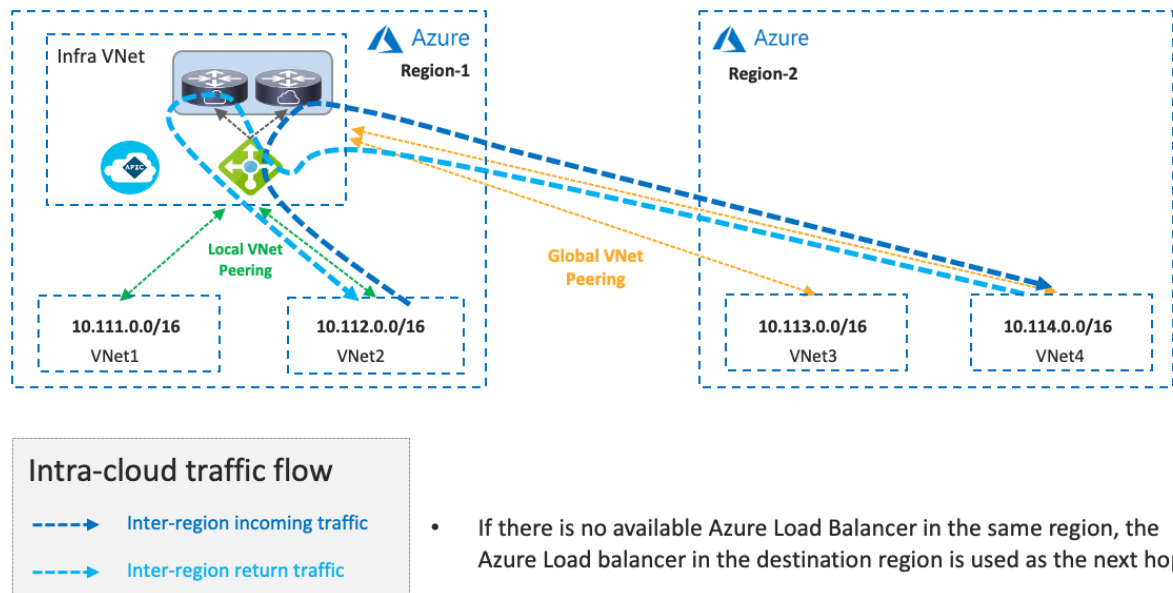 Infra VNet
Azure
Region-1
Azure
Region-2
APIC
Local VNet
Peering
Global VNet
Peering
10.111.0.0/16
VNet1
10.112.0.0/16
VNet2
10.113.0.0/16
VNet3
10.114.0.0/16
VNet4
Intra-cloud traffic flow
Inter-region incoming traffic
Inter-region return traffic
• If there is no available Azure Load Balancer in the same region, the
Azure Load balancer in the destination region is used as the next hop